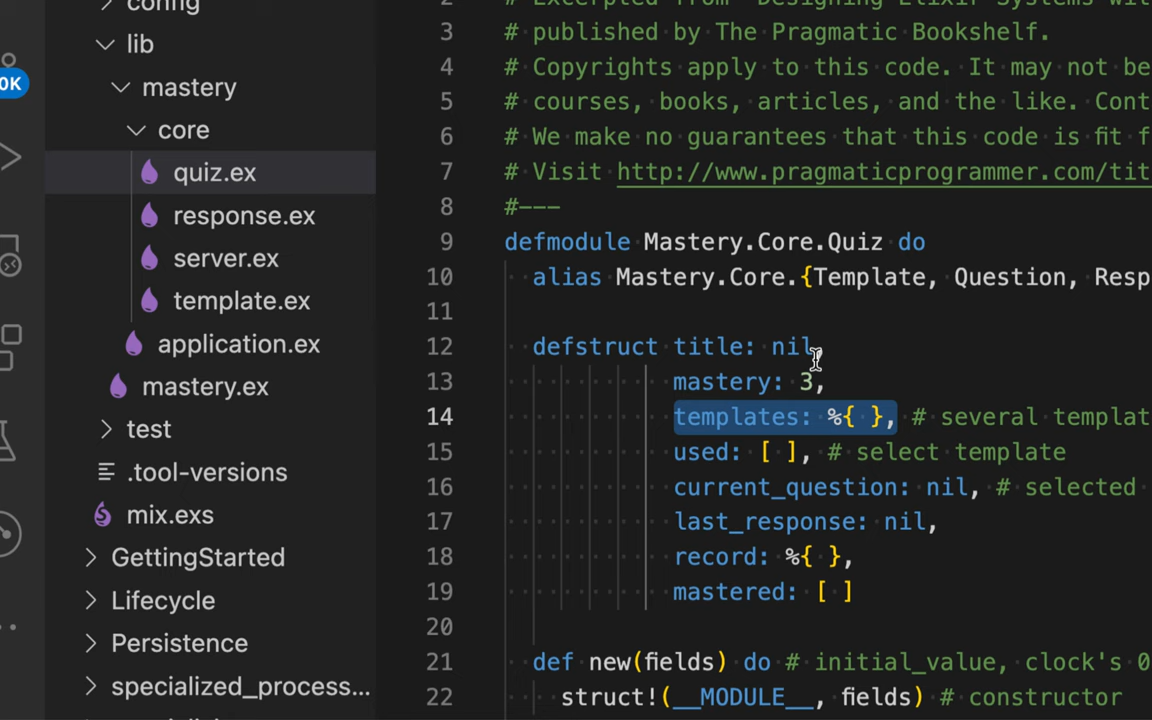 config
lib
mastery
core
quiz.ex
response.ex
server.ex
template.ex
application.ex
mastery.ex
test
.tool-versions
mix.exs
GettingStarted
Lifecycle
Persistence
specialized_process...
0K
2 # Excerpted from "Designing Elixir Systems
3 # published by The Pragmatic Bookshelf.
4 # Copyrights apply to this code. It may not be
5 # courses, books, articles, and the like. Cont
6 # We make no guarantees that this code is fit f
7 # Visit http://www.pragmaticprogrammer.com/tit
8 #---
9 defmodule Mastery.Core.Quiz do
10 alias Mastery.Core.{Template, Question, Resp
11
12 defstruct title: nil,
13 mastery: 3,
14 templates: %{ }, # several templat
15 used: [ ], # select template
16 current_question: nil, # selected
17 last_response: nil,
18 record: %{ },
19 mastered: [ ]
20
21 def new(fields) do # initial_value, clock's 0
22 struct!(__MODULE__, fields) # constructor